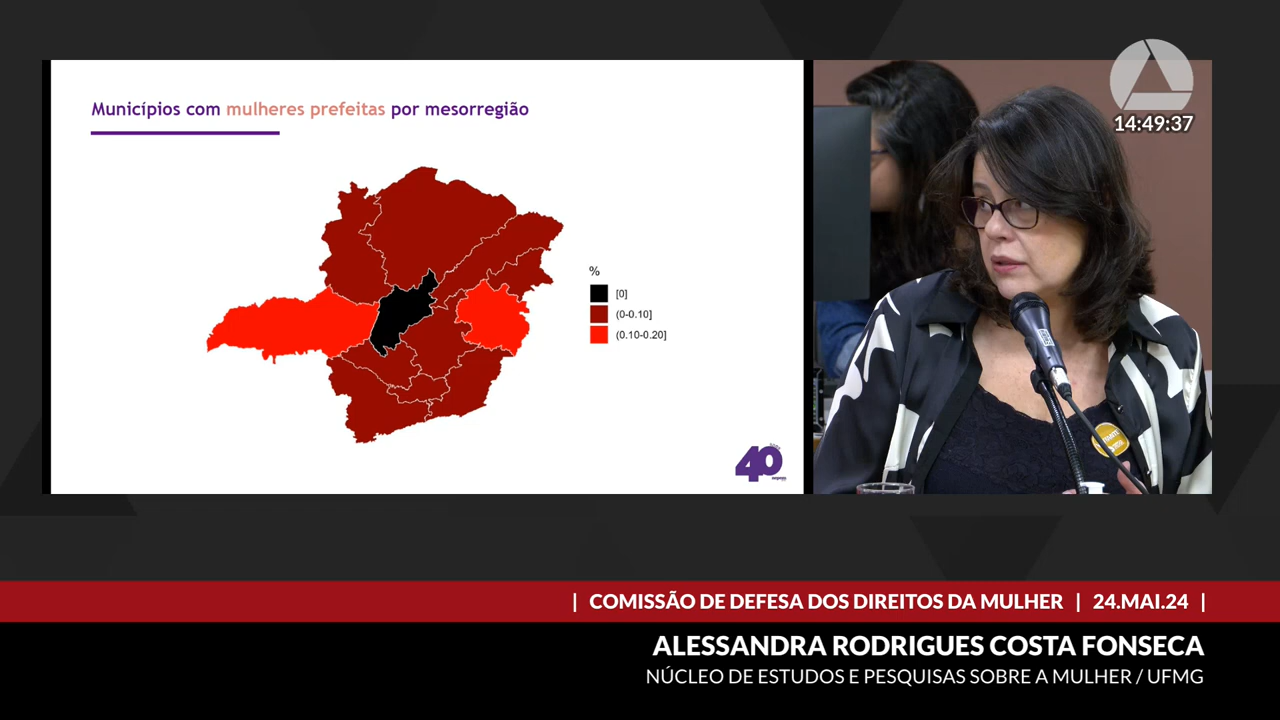 Municípios com mulheres prefeitas por mesorregião
%
[0]
(0-0.10]
(0.10-0.20]
40
14:49:37
| COMISSÃO DE DEFESA DOS DIREITOS DA MULHER | 24.MAI.24 |
ALESSANDRA RODRIGUES COSTA FONSECA
NÚCLEO DE ESTUDOS E PESQUISAS SOBRE A MULHER / UFMG